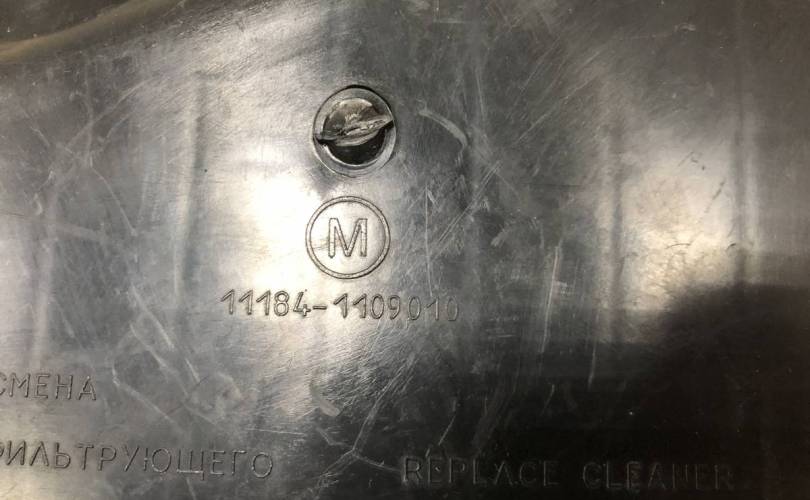 M
11184-1109010
СМЕНА
ФИЛЬТРУЮЩЕГО
REPLACE CLEANER